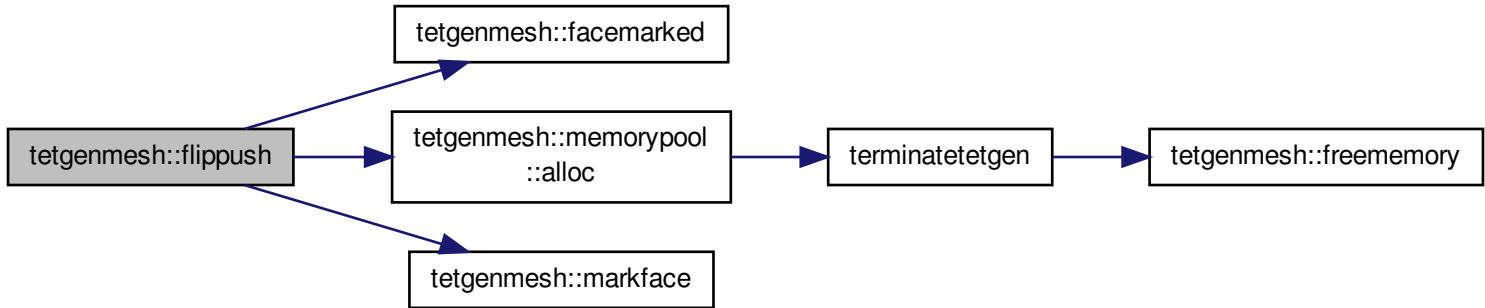 tetgenmesh::facemarked
tetgenmesh::flippush
tetgenmesh::memorypool
::alloc
terminatetetgen
tetgenmesh::freememory
tetgenmesh::markface